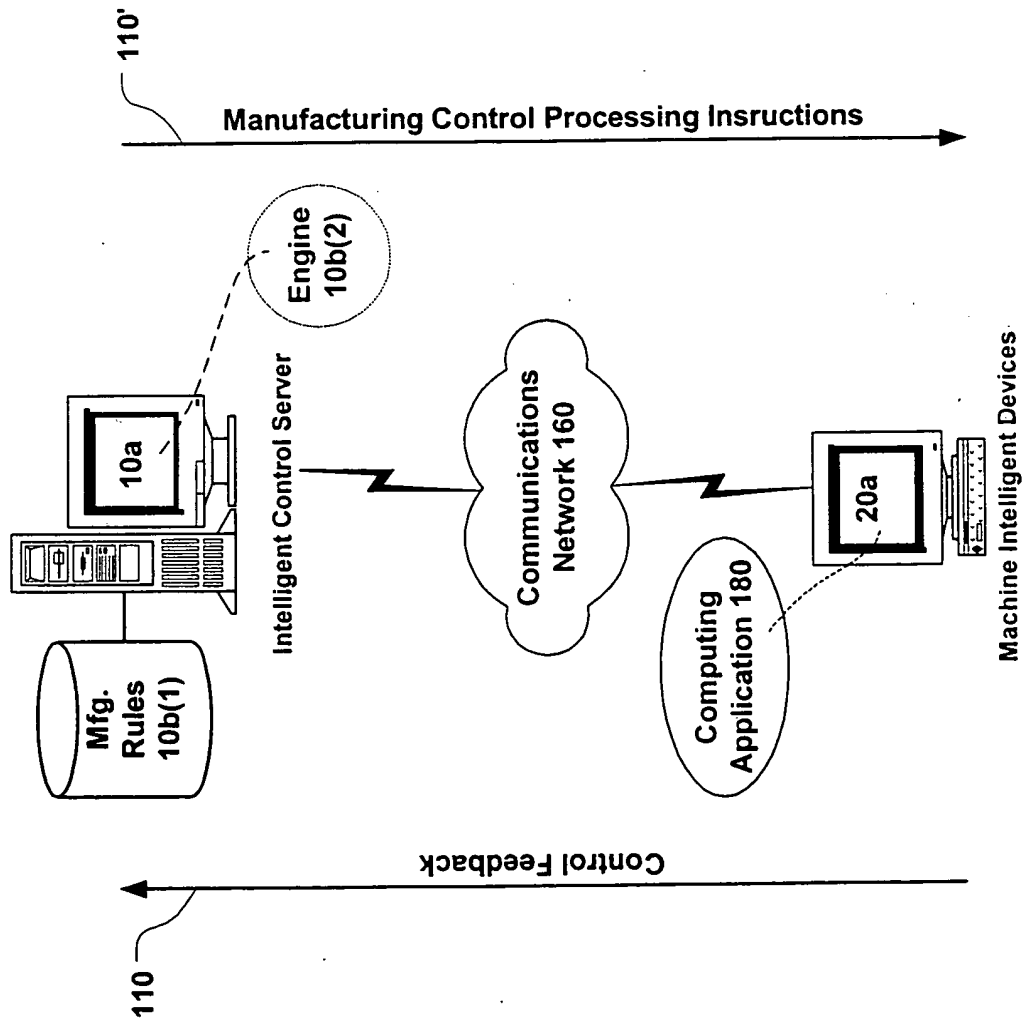 110'
Manufacturing Control Processing Insructions
Engine
10b(2)
10a
Intelligent Control Server
Mfg.
Rules
10b(1)
Communications
Network 160
Computing
Application 180
20a
Machine Intelligent Devices
Control Feedback
110